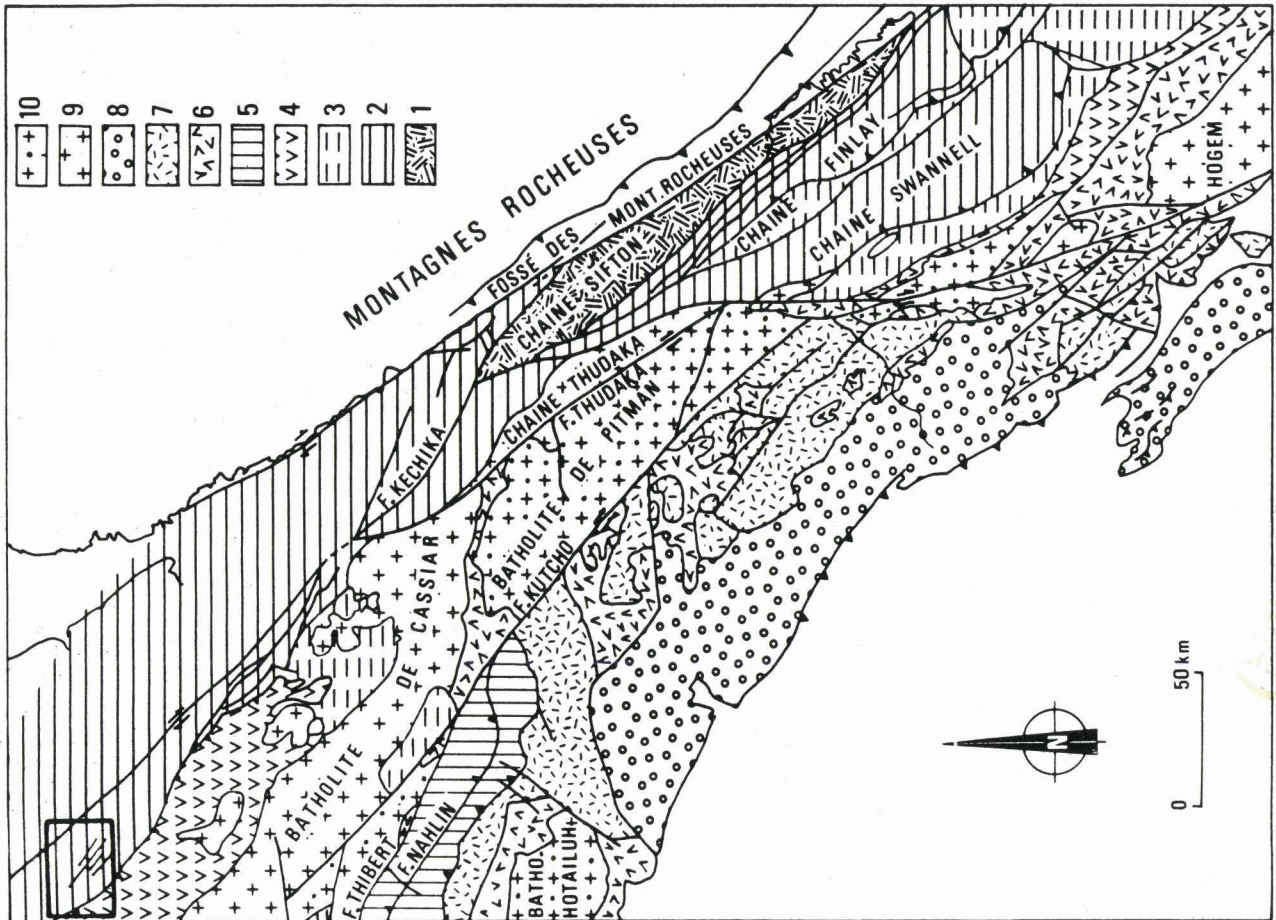 10
9
8
7
6
5
4
3
2
1
MONTAGNES ROCHEUSES
FOSSÉ DES MONT. ROCHEUSES
CHAINE SIFTON
CHAINE FINLAY
CHAINE SWANNELL
HOGEM
F. KECHIKA
CHAINE THUDAKA
F. THUDAKA
BATHOLITE DE PITMAN
F. KUTCHO
BATHOLITE DE CASSIAR
F. THIBERT
F. NAHLIN
BATHO.
HOTAILUH
N
0 50 km